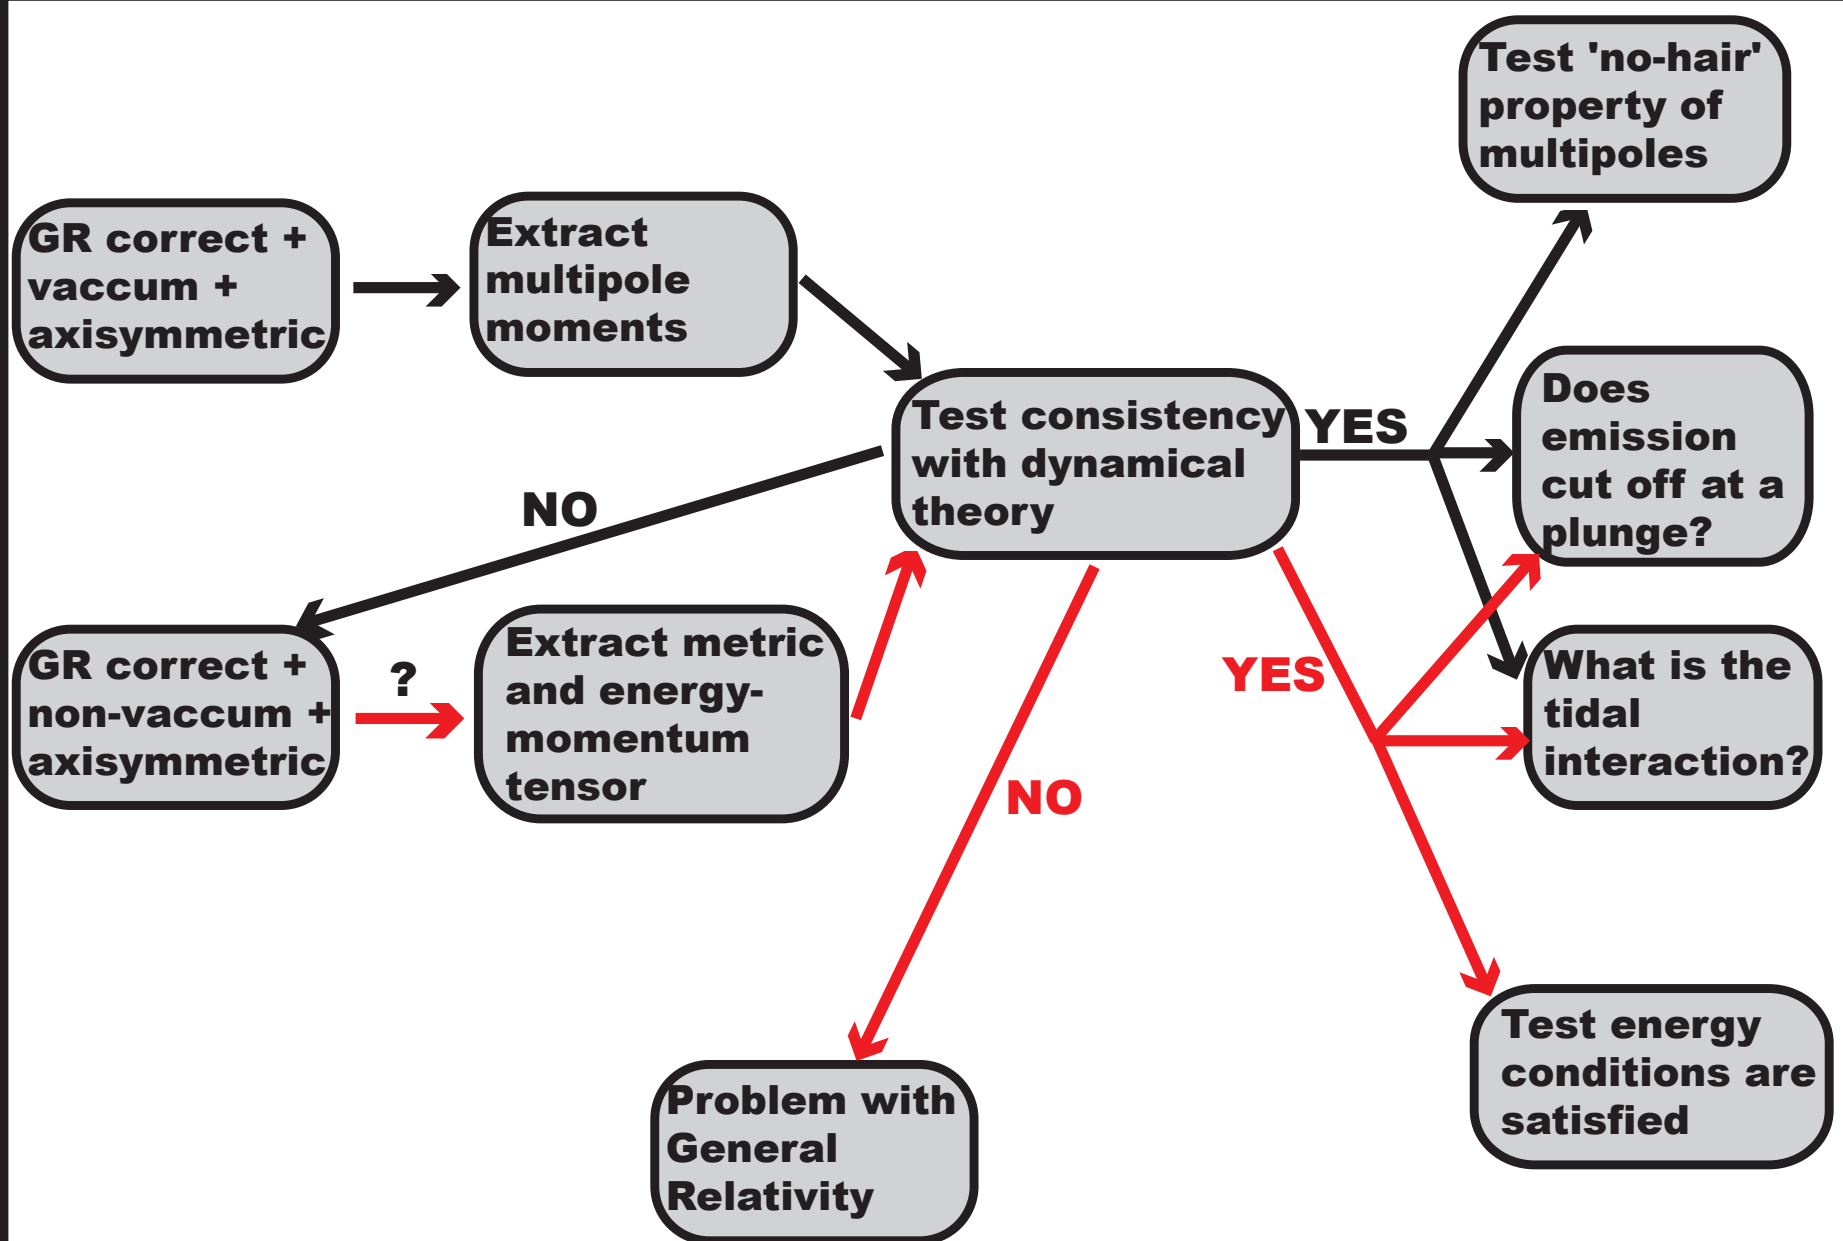 GR correct +
vaccum +
axisymmetric
Extract
multipole
moments
Test consistency
with dynamical
theory
YES
Test 'no-hair'
property of
multipoles
Does
emission
cut off at a
plunge?
What is the
tidal
interaction?
NO
GR correct +
non-vaccum +
axisymmetric
?
Extract metric
and energy-
momentum
tensor
YES
NO
Test energy
conditions are
satisfied
Problem with
General
Relativity